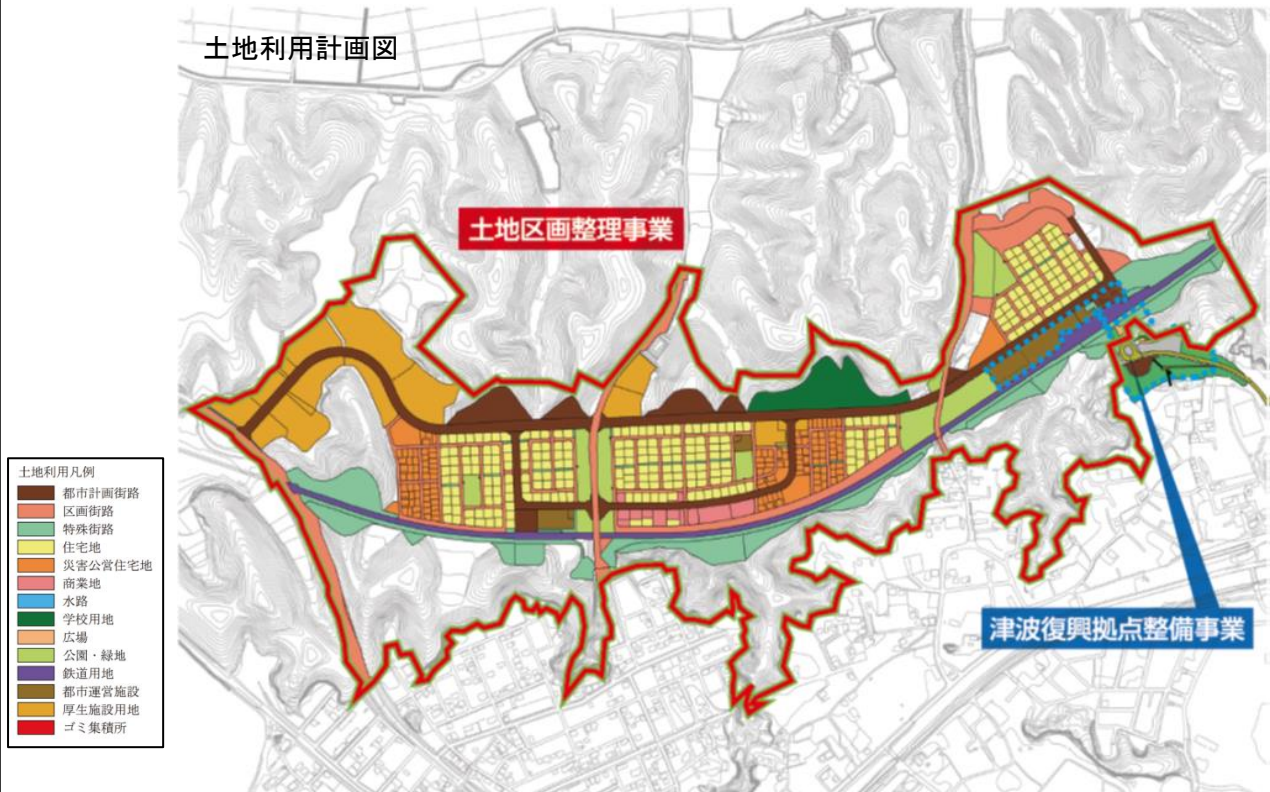 土地利用計画図
土地区画整理事業
津波復興拠点整備事業
土地利用凡例
都市計画街路
区画街路
特殊街路
住宅地
災害公営住宅地
商業地
水路
学校用地
広場
公園・緑地
鉄道用地
都市運営施設
厚生施設用地
ゴミ集積所